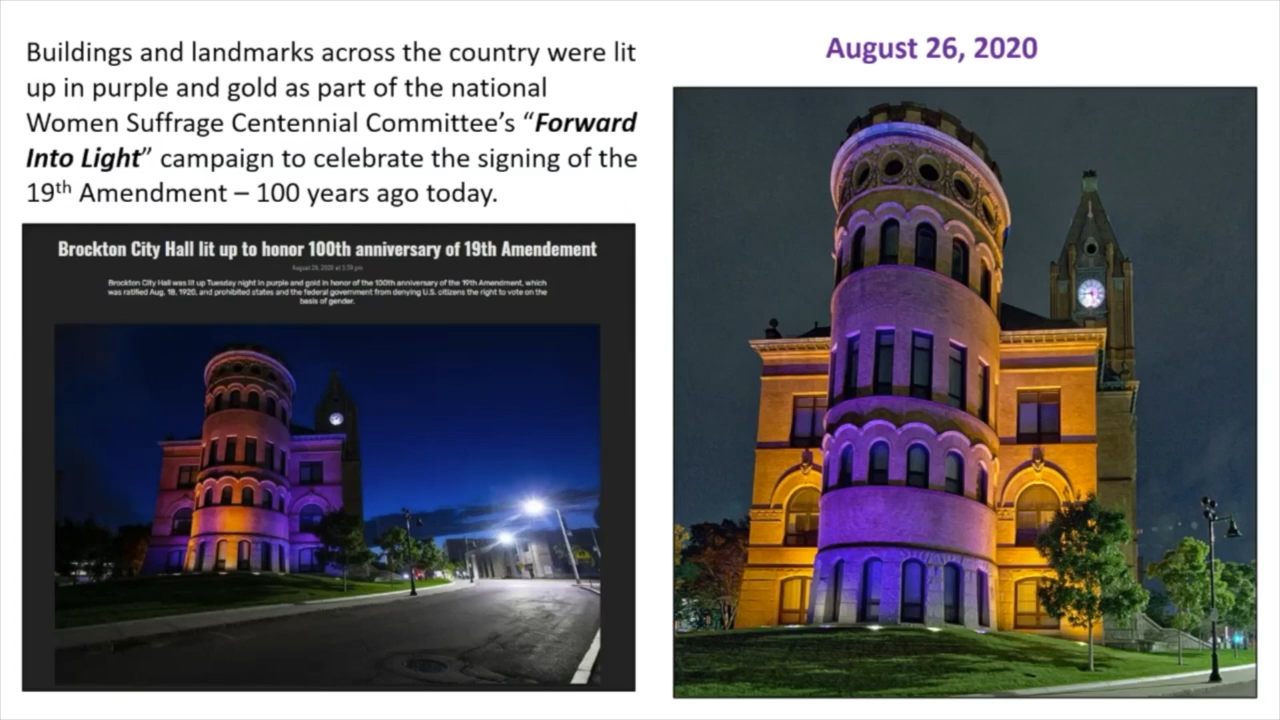 Buildings and landmarks across the country were lit
up in purple and gold as part of the national
Women Suffrage Centennial Committee's “Forward
Into Light” campaign to celebrate the signing of the
19th Amendment – 100 years ago today.
August 26, 2020
Brockton City Hall lit up to honor 100th anniversary of 19th Amendement
August 26, 2020 at 5:59 pm
Brockton City Hall was lit up Tuesday night in purple and gold in honor of the 100th anniversary of the 19th Amendment, which
was ratified Aug. 18, 1920, and prohibited states and the federal government from denying U.S. citizens the right to vote on the
basis of gender.